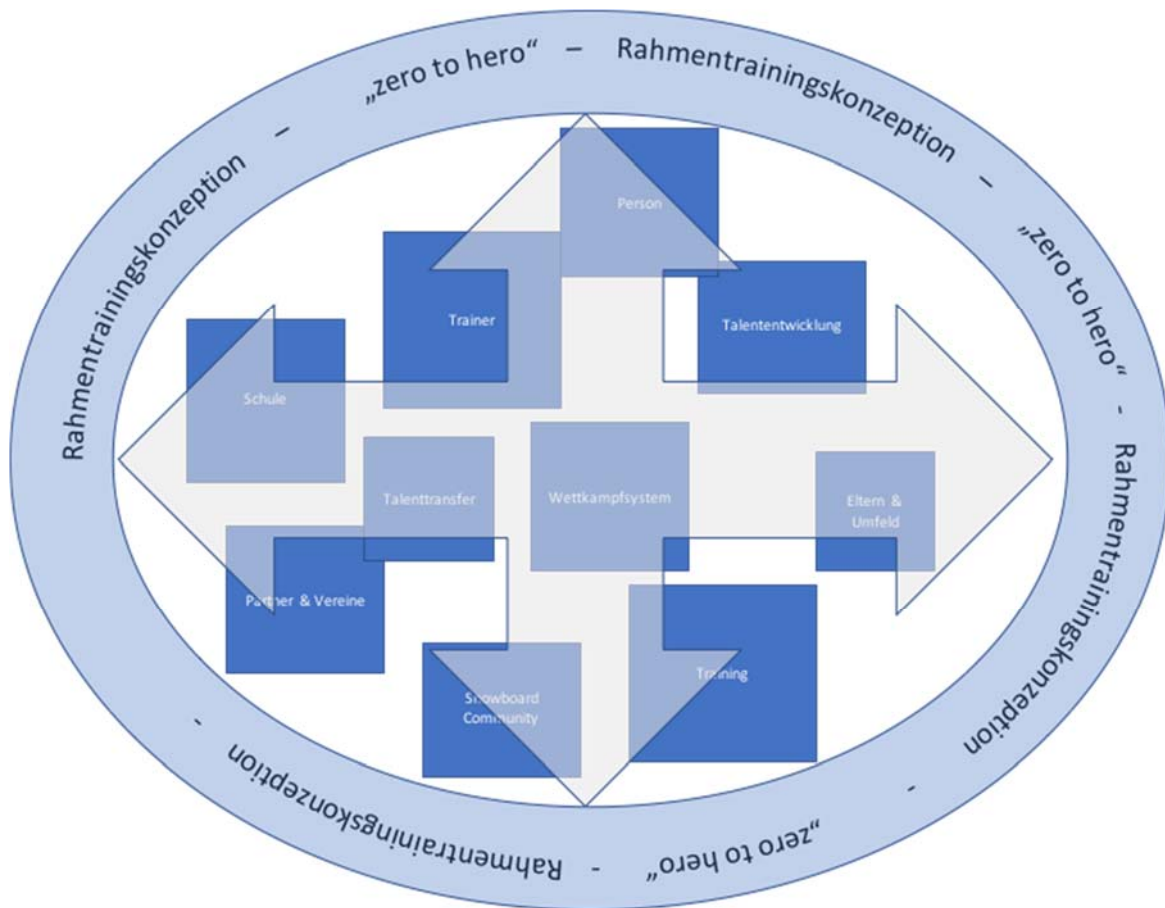 Rahmentrainingskonzeption – „zero to hero“ – Rahmentrainingskonzeption – „zero to hero“ - Rahmentrainingskonzeption - „zero to hero“ - Rahmentrainingskonzeption -
Person
Trainer
Talententwicklung
Schule
Talenttransfer
Wettkampfsystem
Eltern &
Umfeld
Partner & Vereine
Training
Snowboard
Community